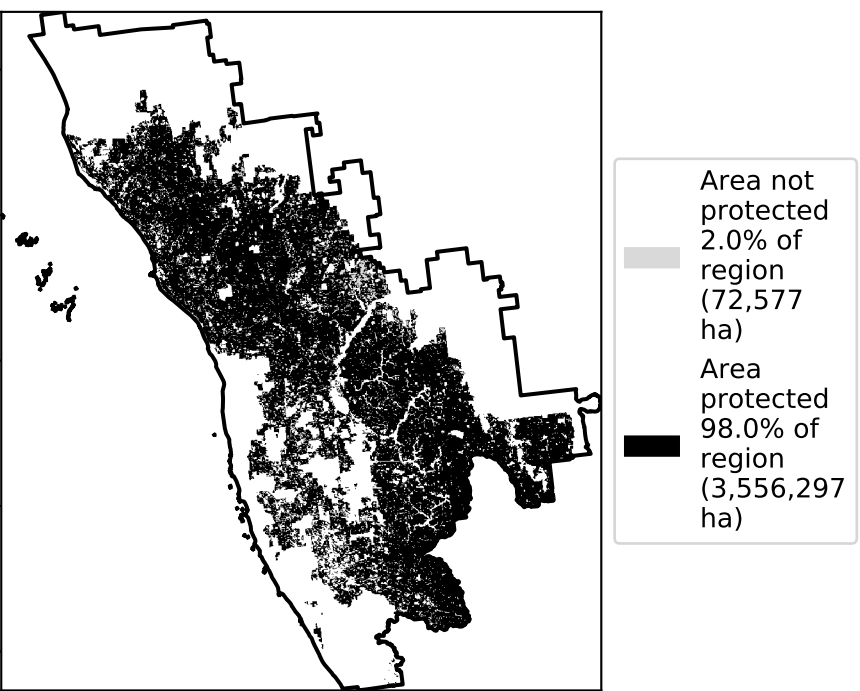 Area not
protected
2.0% of
region
(72,577
ha)
Area
protected
98.0% of
region
(3,556,297
ha)